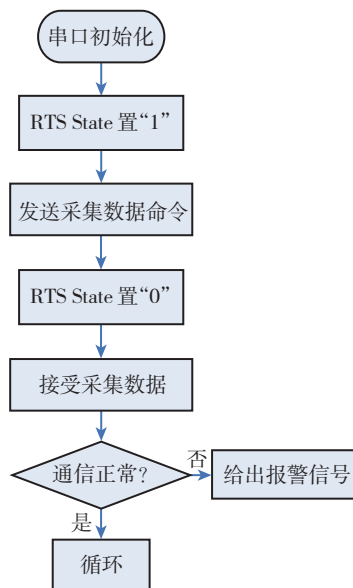 串口初始化
RTS State 置“1”
发送采集数据命令
RTS State 置“0”
接受采集数据
通信正常?
否
给出报警信号
是
循环